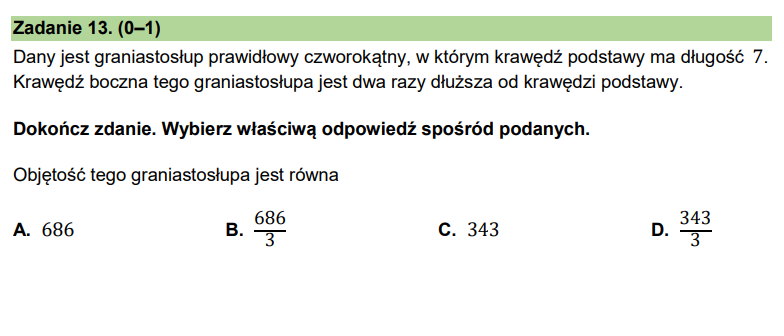 Zadanie 13. (0–1)
Dany jest graniastosłup prawidłowy czworokątny, w którym krawędź podstawy ma długość 7.
Krawędź boczna tego graniastosłupa jest dwa razy dłuższa od krawędzi podstawy.
Dokończ zdanie. Wybierz właściwą odpowiedź spośród podanych.
Objętość tego graniastosłupa jest równa
A. 686 B. 686/3 C. 343 D. 343/3